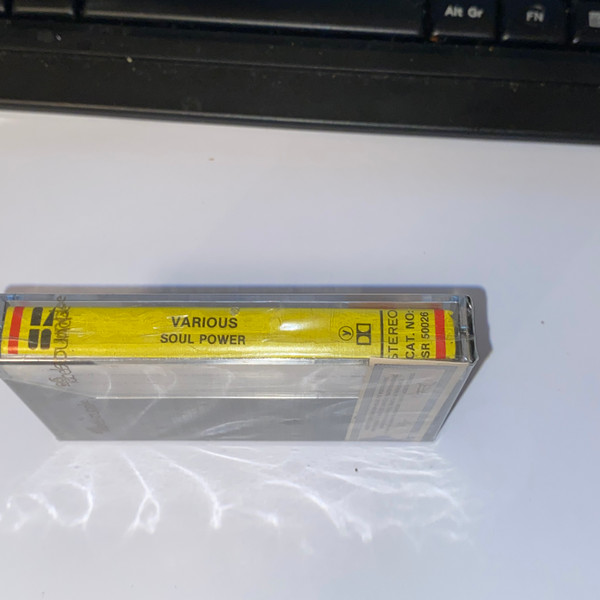 Alt Gr
FN
VARIOUS
SOUL POWER
y
STEREO
CAT. NO:
SR 50026